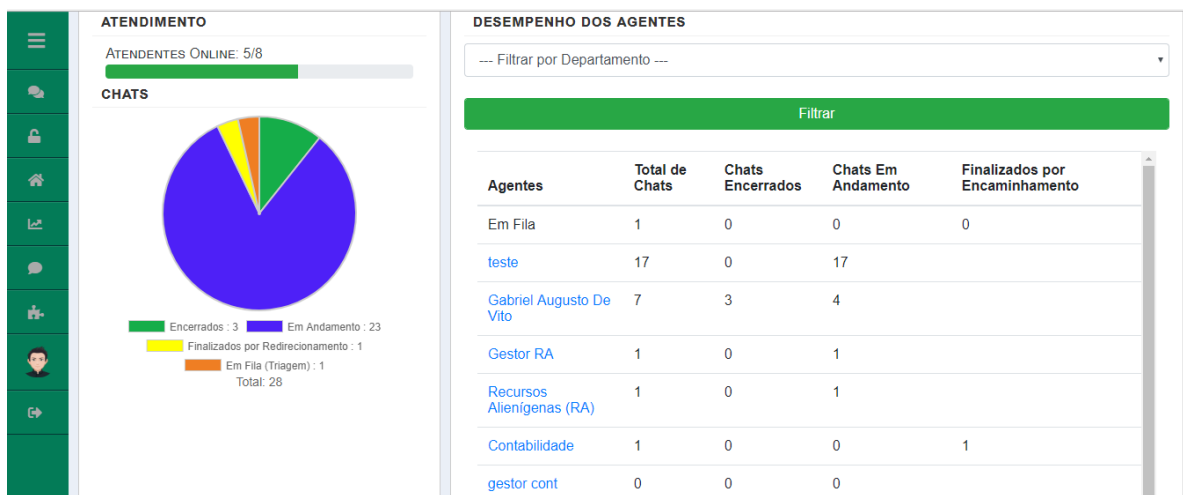 ATENDIMENTO
ATENDENTES ONLINE: 5/8
CHATS
Encerrados : 3 Em Andamento : 23
Finalizados por Redirecionamento : 1
Em Fila (Triagem) : 1
Total: 28
DESEMPENHO DOS AGENTES
--- Filtrar por Departamento ---
Filtrar
Agentes Total de Chats Chats Encerrados Chats Em Andamento Finalizados por Encaminhamento
Em Fila 1 0 0 0
teste 17 0 17
Gabriel Augusto De Vito 7 3 4
Gestor RA 1 0 1
Recursos Alienígenas (RA) 1 0 1
Contabilidade 1 0 0 1
gestor cont 0 0 0